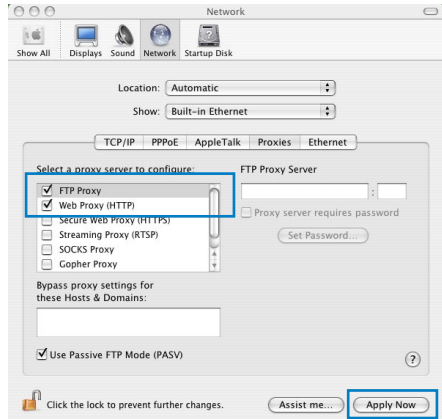 Network
Show All Displays Sound Network Startup Disk
Location: Automatic
Show: Built-in Ethernet
TCP/IP PPPoE AppleTalk Proxies Ethernet
Select a proxy server to configure: FTP Proxy Server
FTP Proxy
Web Proxy (HTTP)
:
Secure Web Proxy (HTTPS)
Proxy server requires password
Streaming Proxy (RTSP)
Set Password...
SOCKS Proxy
Gopher Proxy
Bypass proxy settings for
these Hosts & Domains:
Use Passive FTP Mode (PASV)
?
Click the lock to prevent further changes. Assist me... Apply Now